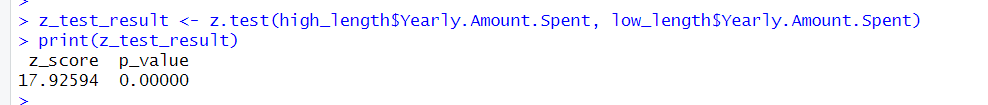 >
> z_test_result <- z.test(high_length$Yearly.Amount.Spent, low_length$Yearly.Amount.Spent)
> print(z_test_result)
 z_score  p_value
17.92594  0.00000
>